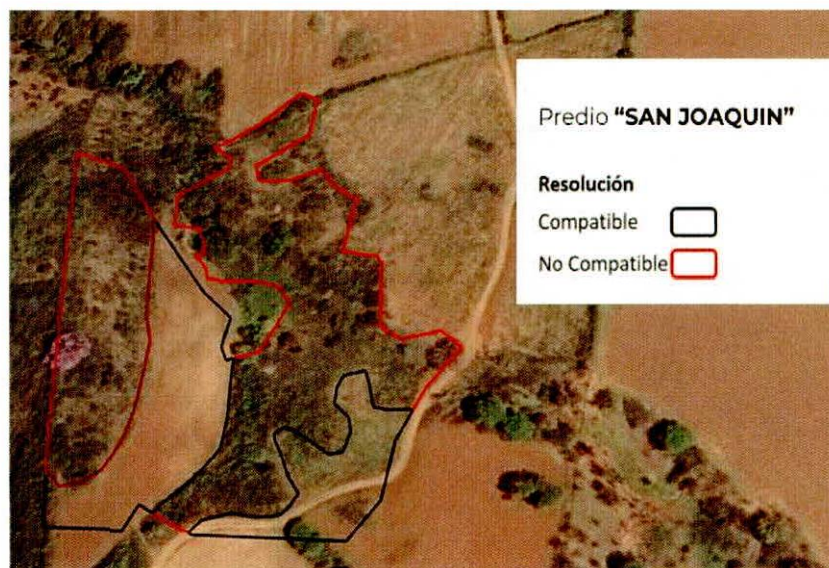 Predio “SAN JOAQUIN”
Resolución
Compatible
No Compatible